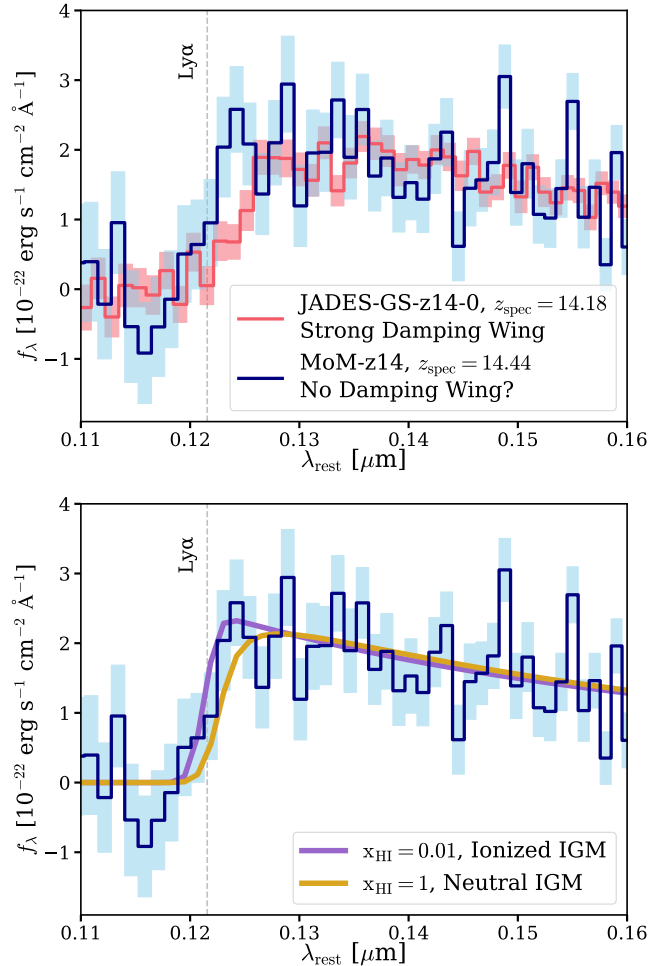 4
3
2
1
0
−1
f_λ [10⁻²² erg s⁻¹ cm⁻² Å⁻¹]
Lyα
JADES-GS-z14-0, z_spec = 14.18
Strong Damping Wing
MoM-z14, z_spec = 14.44
No Damping Wing?
0.11 0.12 0.13 0.14 0.15 0.16
λ_rest [μm]
4
3
2
1
0
−1
f_λ [10⁻²² erg s⁻¹ cm⁻² Å⁻¹]
Lyα
x_HI = 0.01, Ionized IGM
x_HI = 1, Neutral IGM
0.11 0.12 0.13 0.14 0.15 0.16
λ_rest [μm]